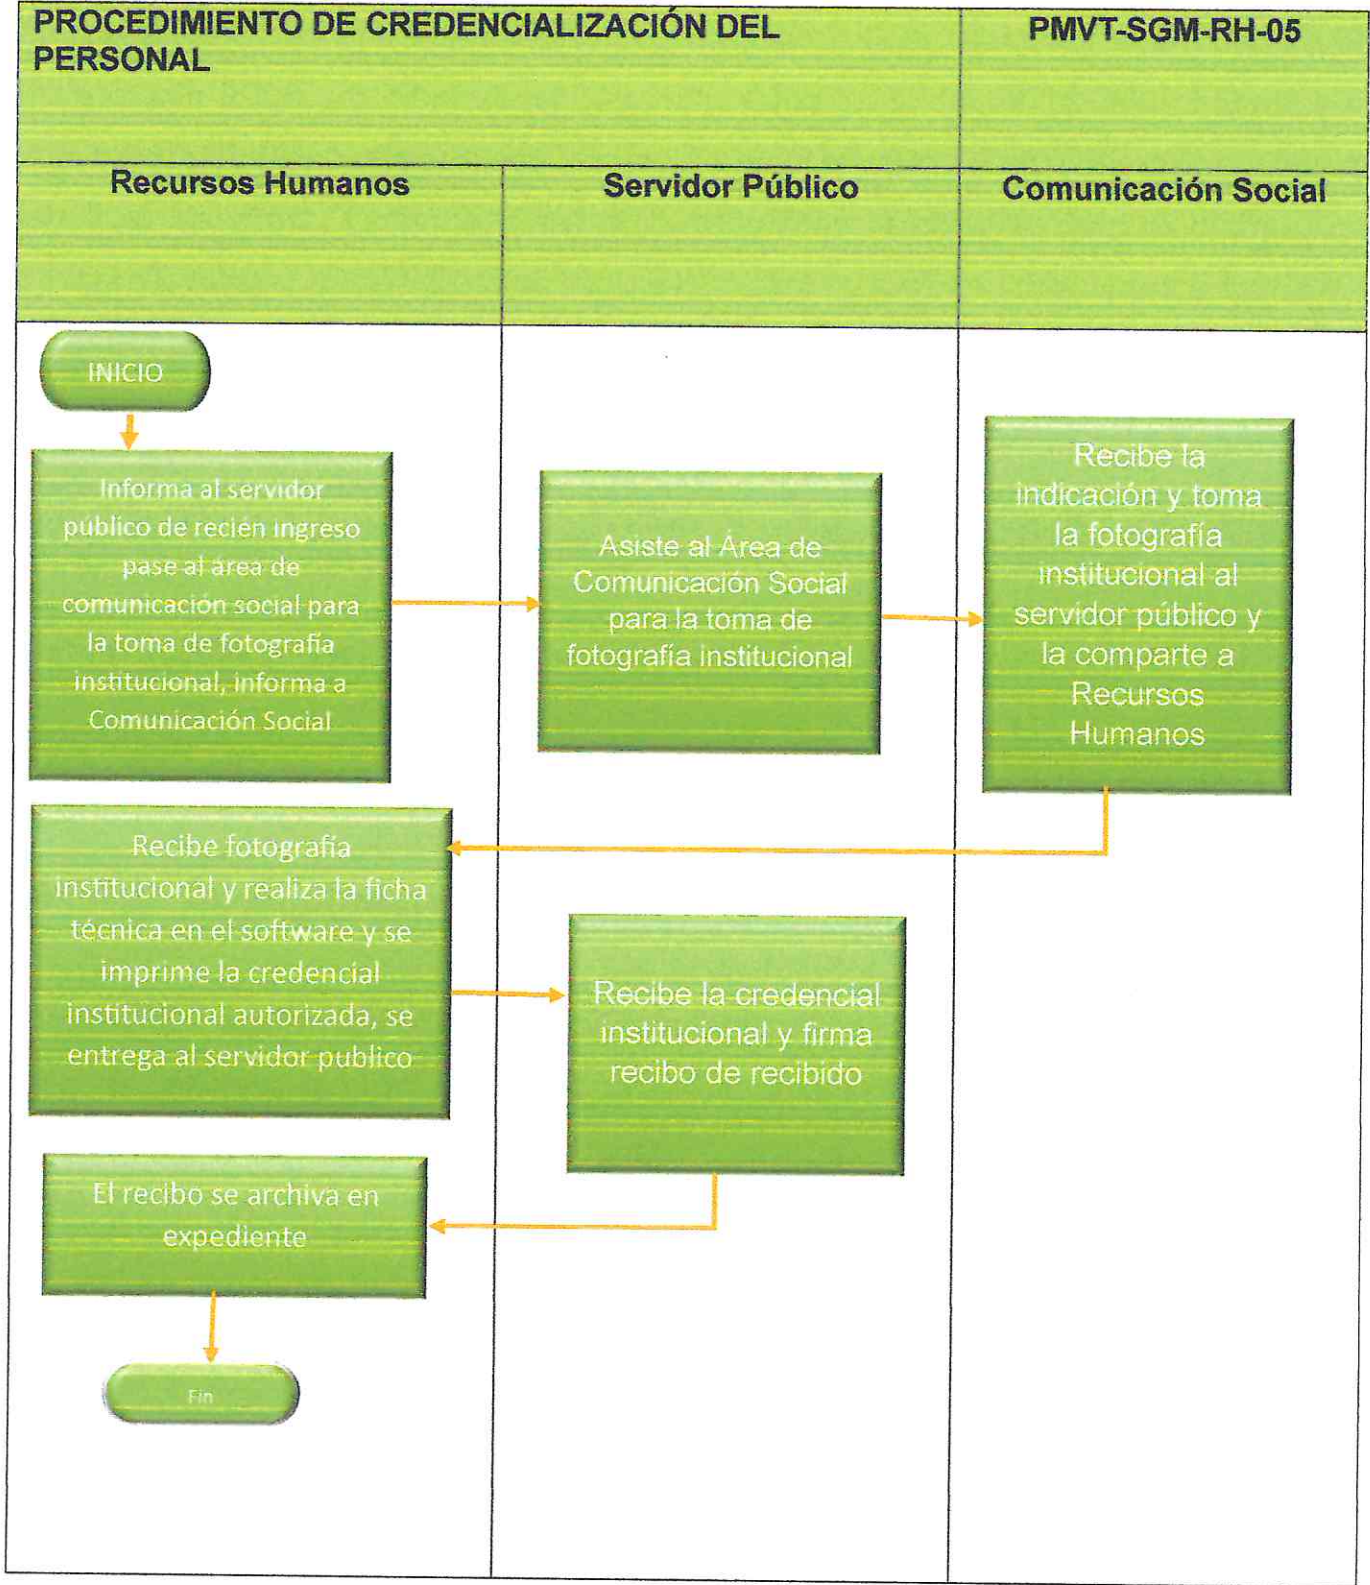 PROCEDIMIENTO DE CREDENCIALIZACIÓN DEL
PERSONAL
PMVT-SGM-RH-05
Recursos Humanos
Servidor Público
Comunicación Social
INICIO
Informa al servidor
público de recién ingreso
pase al área de
comunicación social para
la toma de fotografía
institucional, informa a
Comunicación Social
Asiste al Área de
Comunicación Social
para la toma de
fotografía institucional
Recibe la
indicación y toma
la fotografía
institucional al
servidor público y
la comparte a
Recursos
Humanos
Recibe fotografía
institucional y realiza la ficha
técnica en el software y se
imprime la credencial
institucional autorizada, se
entrega al servidor publico
Recibe la credencial
institucional y firma
recibo de recibido
El recibo se archiva en
expediente
Fin